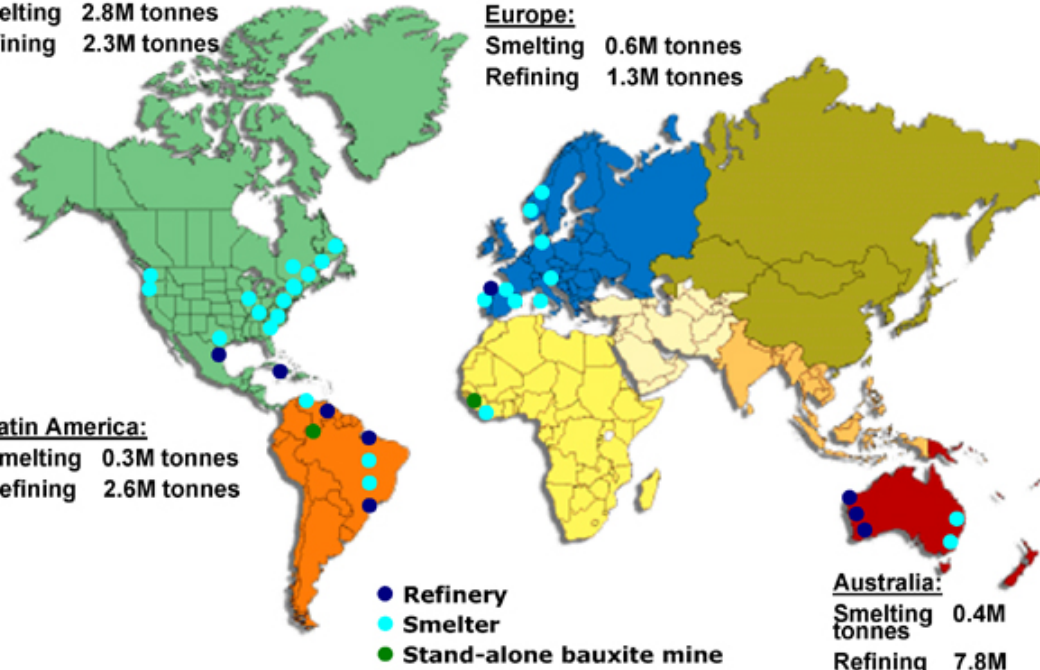 elting 2.8M tonnes
fining 2.3M tonnes
Europe:
Smelting 0.6M tonnes
Refining 1.3M tonnes
atin America:
melting 0.3M tonnes
efining 2.6M tonnes
Refinery
Smelter
Stand-alone bauxite mine
Australia:
Smelting 0.4M
tonnes
Refining 7.8M